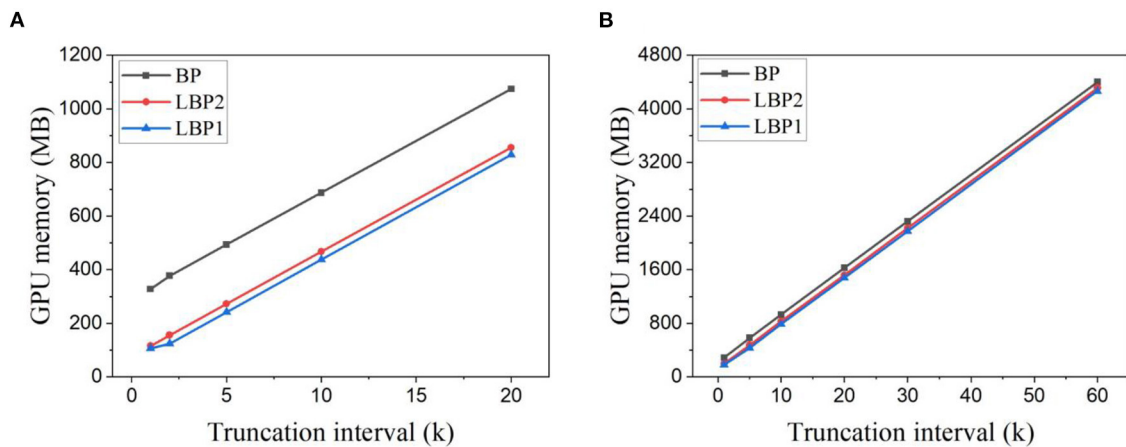 A
1200
1000
800
600
400
200
0
GPU memory (MB)
BP
LBP2
LBP1
0
5
10
15
20
Truncation interval (k)
B
4800
4000
3200
2400
1600
800
0
GPU memory (MB)
BP
LBP2
LBP1
0
10
20
30
40
50
60
Truncation interval (k)